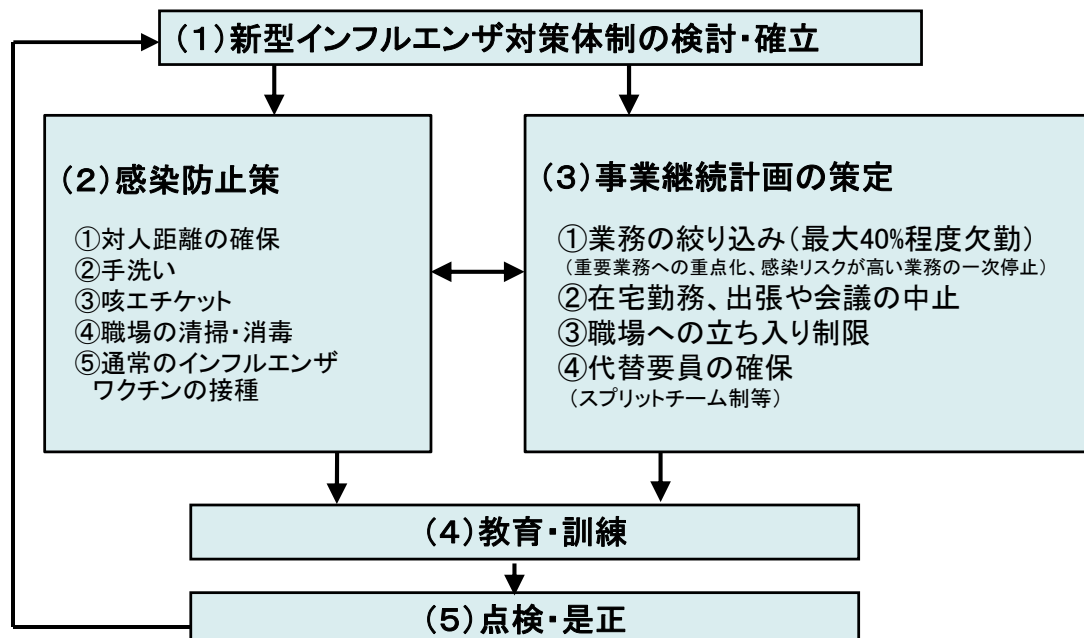 (1)新型インフルエンザ対策体制の検討・確立
(2)感染防止策
①対人距離の確保
②手洗い
③咳エチケット
④職場の清掃・消毒
⑤通常のインフルエンザ
ワクチンの接種
(3)事業継続計画の策定
①業務の絞り込み(最大40%程度欠勤)
(重要業務への重点化、感染リスクが高い業務の一次停止)
②在宅勤務、出張や会議の中止
③職場への立ち入り制限
④代替要員の確保
(スプリットチーム制等)
(4)教育・訓練
(5)点検・是正